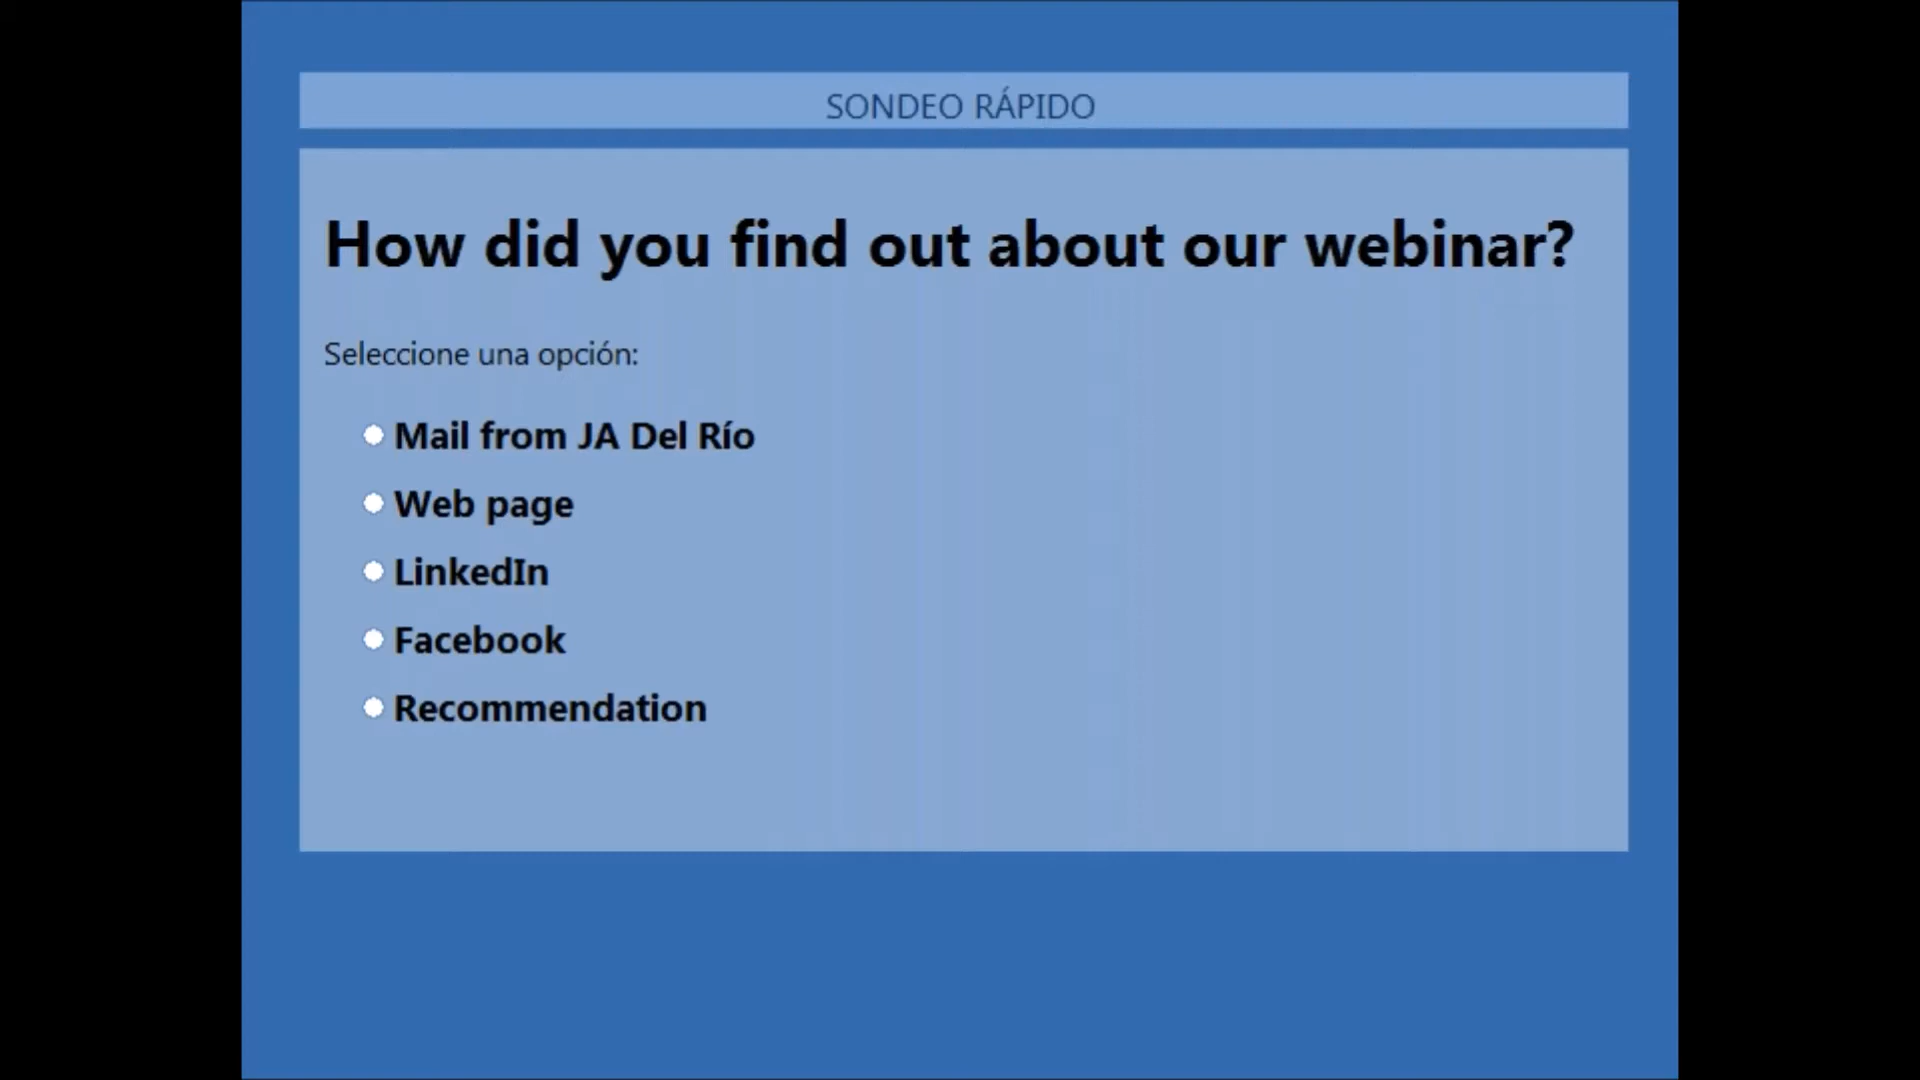 SONDEO RÁPIDO
How did you find out about our webinar?
Seleccione una opción:
Mail from JA Del Río
Web page
LinkedIn
Facebook
Recommendation